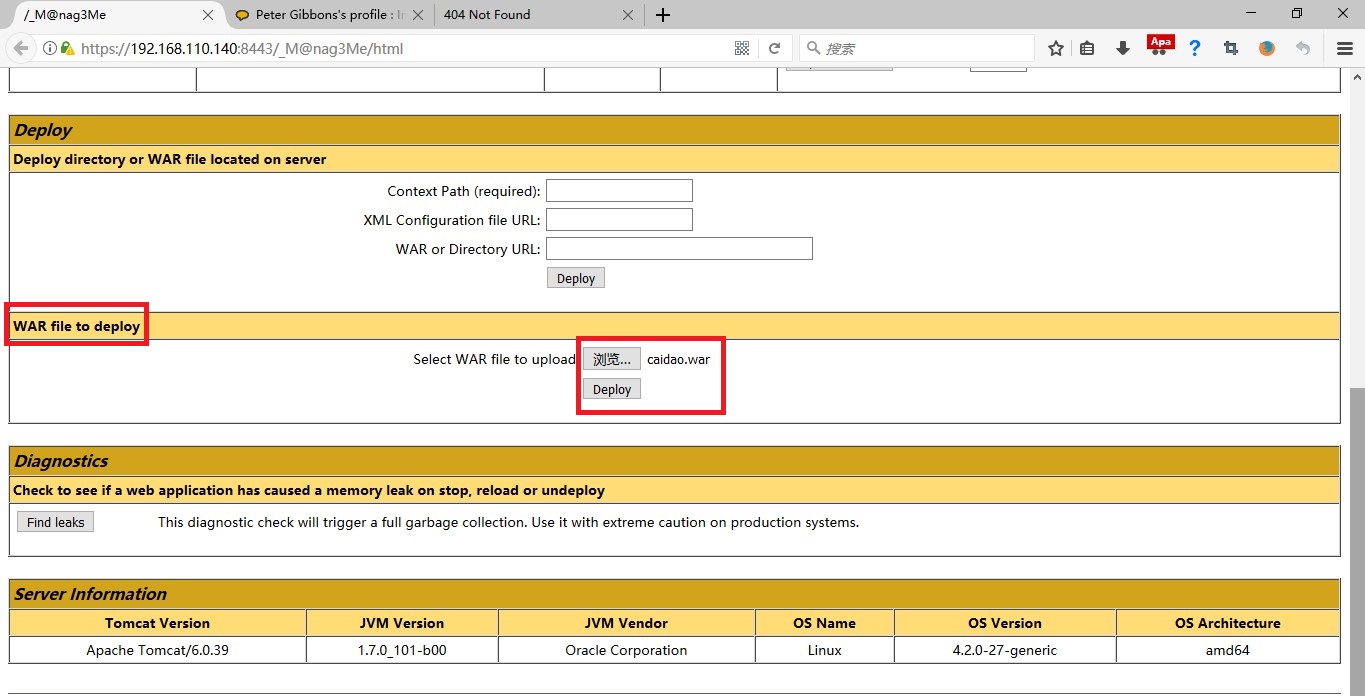 /_M@nag3Me
Peter Gibbons's profile :
404 Not Found
https://192.168.110.140:8443/_M@nag3Me/html
搜索
Apa
Deploy
Deploy directory or WAR file located on server
Context Path (required):
XML Configuration file URL:
WAR or Directory URL:
Deploy
WAR file to deploy
Select WAR file to upload 浏览... caidao.war
Deploy
Diagnostics
Check to see if a web application has caused a memory leak on stop, reload or undeploy
Find leaks This diagnostic check will trigger a full garbage collection. Use it with extreme caution on production systems.
Server Information
Tomcat Version JVM Version JVM Vendor OS Name OS Version OS Architecture
Apache Tomcat/6.0.39 1.7.0_101-b00 Oracle Corporation Linux 4.2.0-27-generic amd64